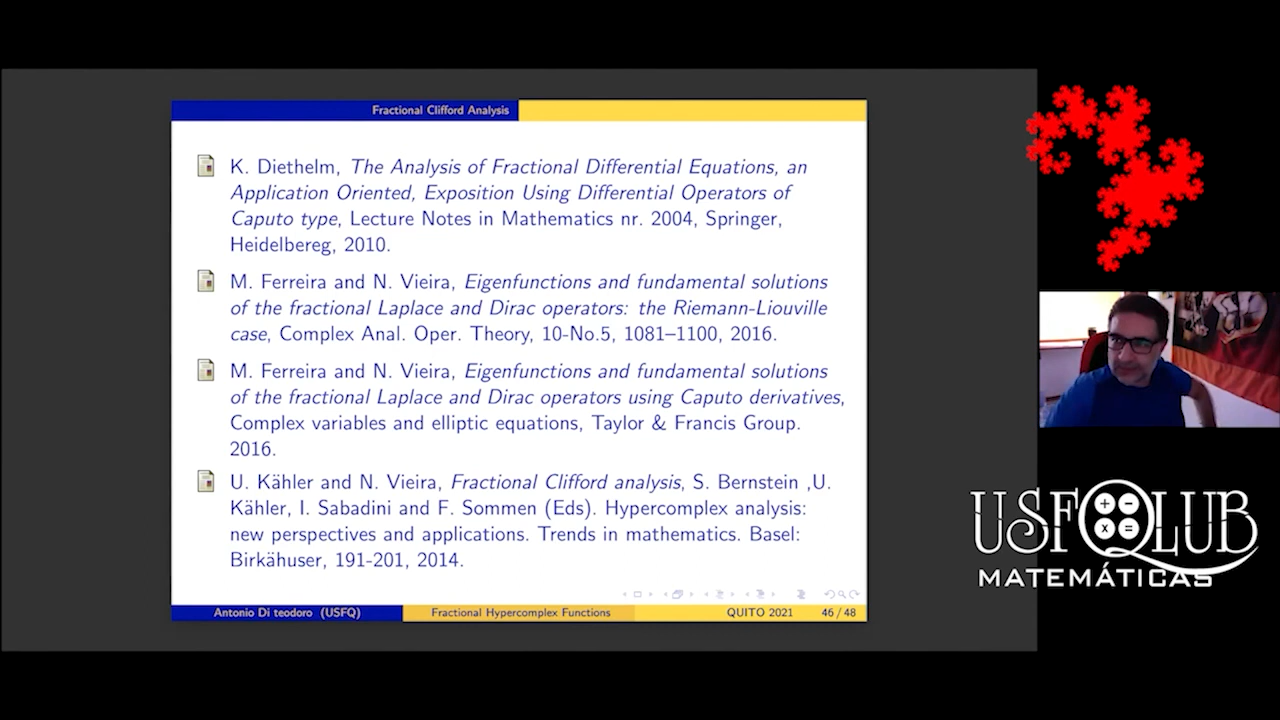 Fractional Clifford Analysis
K. Diethelm, The Analysis of Fractional Differential Equations, an
Application Oriented, Exposition Using Differential Operators of
Caputo type, Lecture Notes in Mathematics nr. 2004, Springer,
Heidelbereg, 2010.
M. Ferreira and N. Vieira, Eigenfunctions and fundamental solutions
of the fractional Laplace and Dirac operators: the Riemann-Liouville
case, Complex Anal. Oper. Theory, 10-No.5, 1081–1100, 2016.
M. Ferreira and N. Vieira, Eigenfunctions and fundamental solutions
of the fractional Laplace and Dirac operators using Caputo derivatives,
Complex variables and elliptic equations, Taylor & Francis Group.
2016.
U. Kähler and N. Vieira, Fractional Clifford analysis, S. Bernstein ,U.
Kähler, I. Sabadini and F. Sommen (Eds). Hypercomplex analysis:
new perspectives and applications. Trends in mathematics. Basel:
Birkähuser, 191-201, 2014.
Antonio Di teodoro (USFQ) Fractional Hypercomplex Functions QUITO 2021 46 / 48
USFQLUB
MATEMÁTICAS